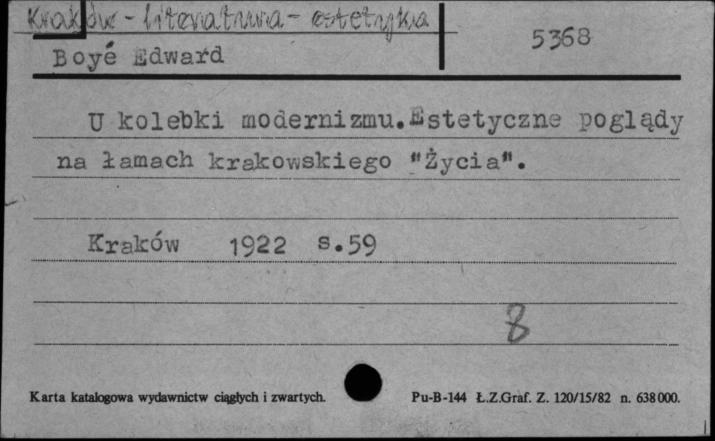 Kraków - literatura - estetyka
5368
Boyé Edward
U kolebki modernizmu.Estetyczne poglądy
na łamach krakowskiego "Życia".
Kraków 1922 s.59
8
Karta katalogowa wydawnictw ciągłych i zwartych. Pu-B-144 Ł.Z.Graf. Z. 120/15/82 n. 638000.